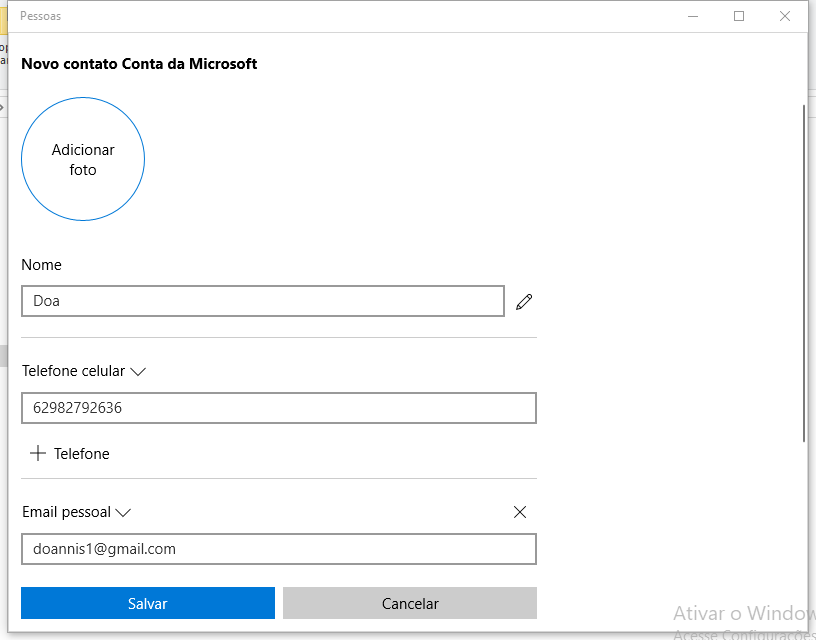 Pessoas
Novo contato Conta da Microsoft
Adicionar
foto
Nome
Doa
Telefone celular
62982792636
Telefone
Email pessoal
doannis1@gmail.com
Salvar
Cancelar
Ativar o Window
Acesse Configurações